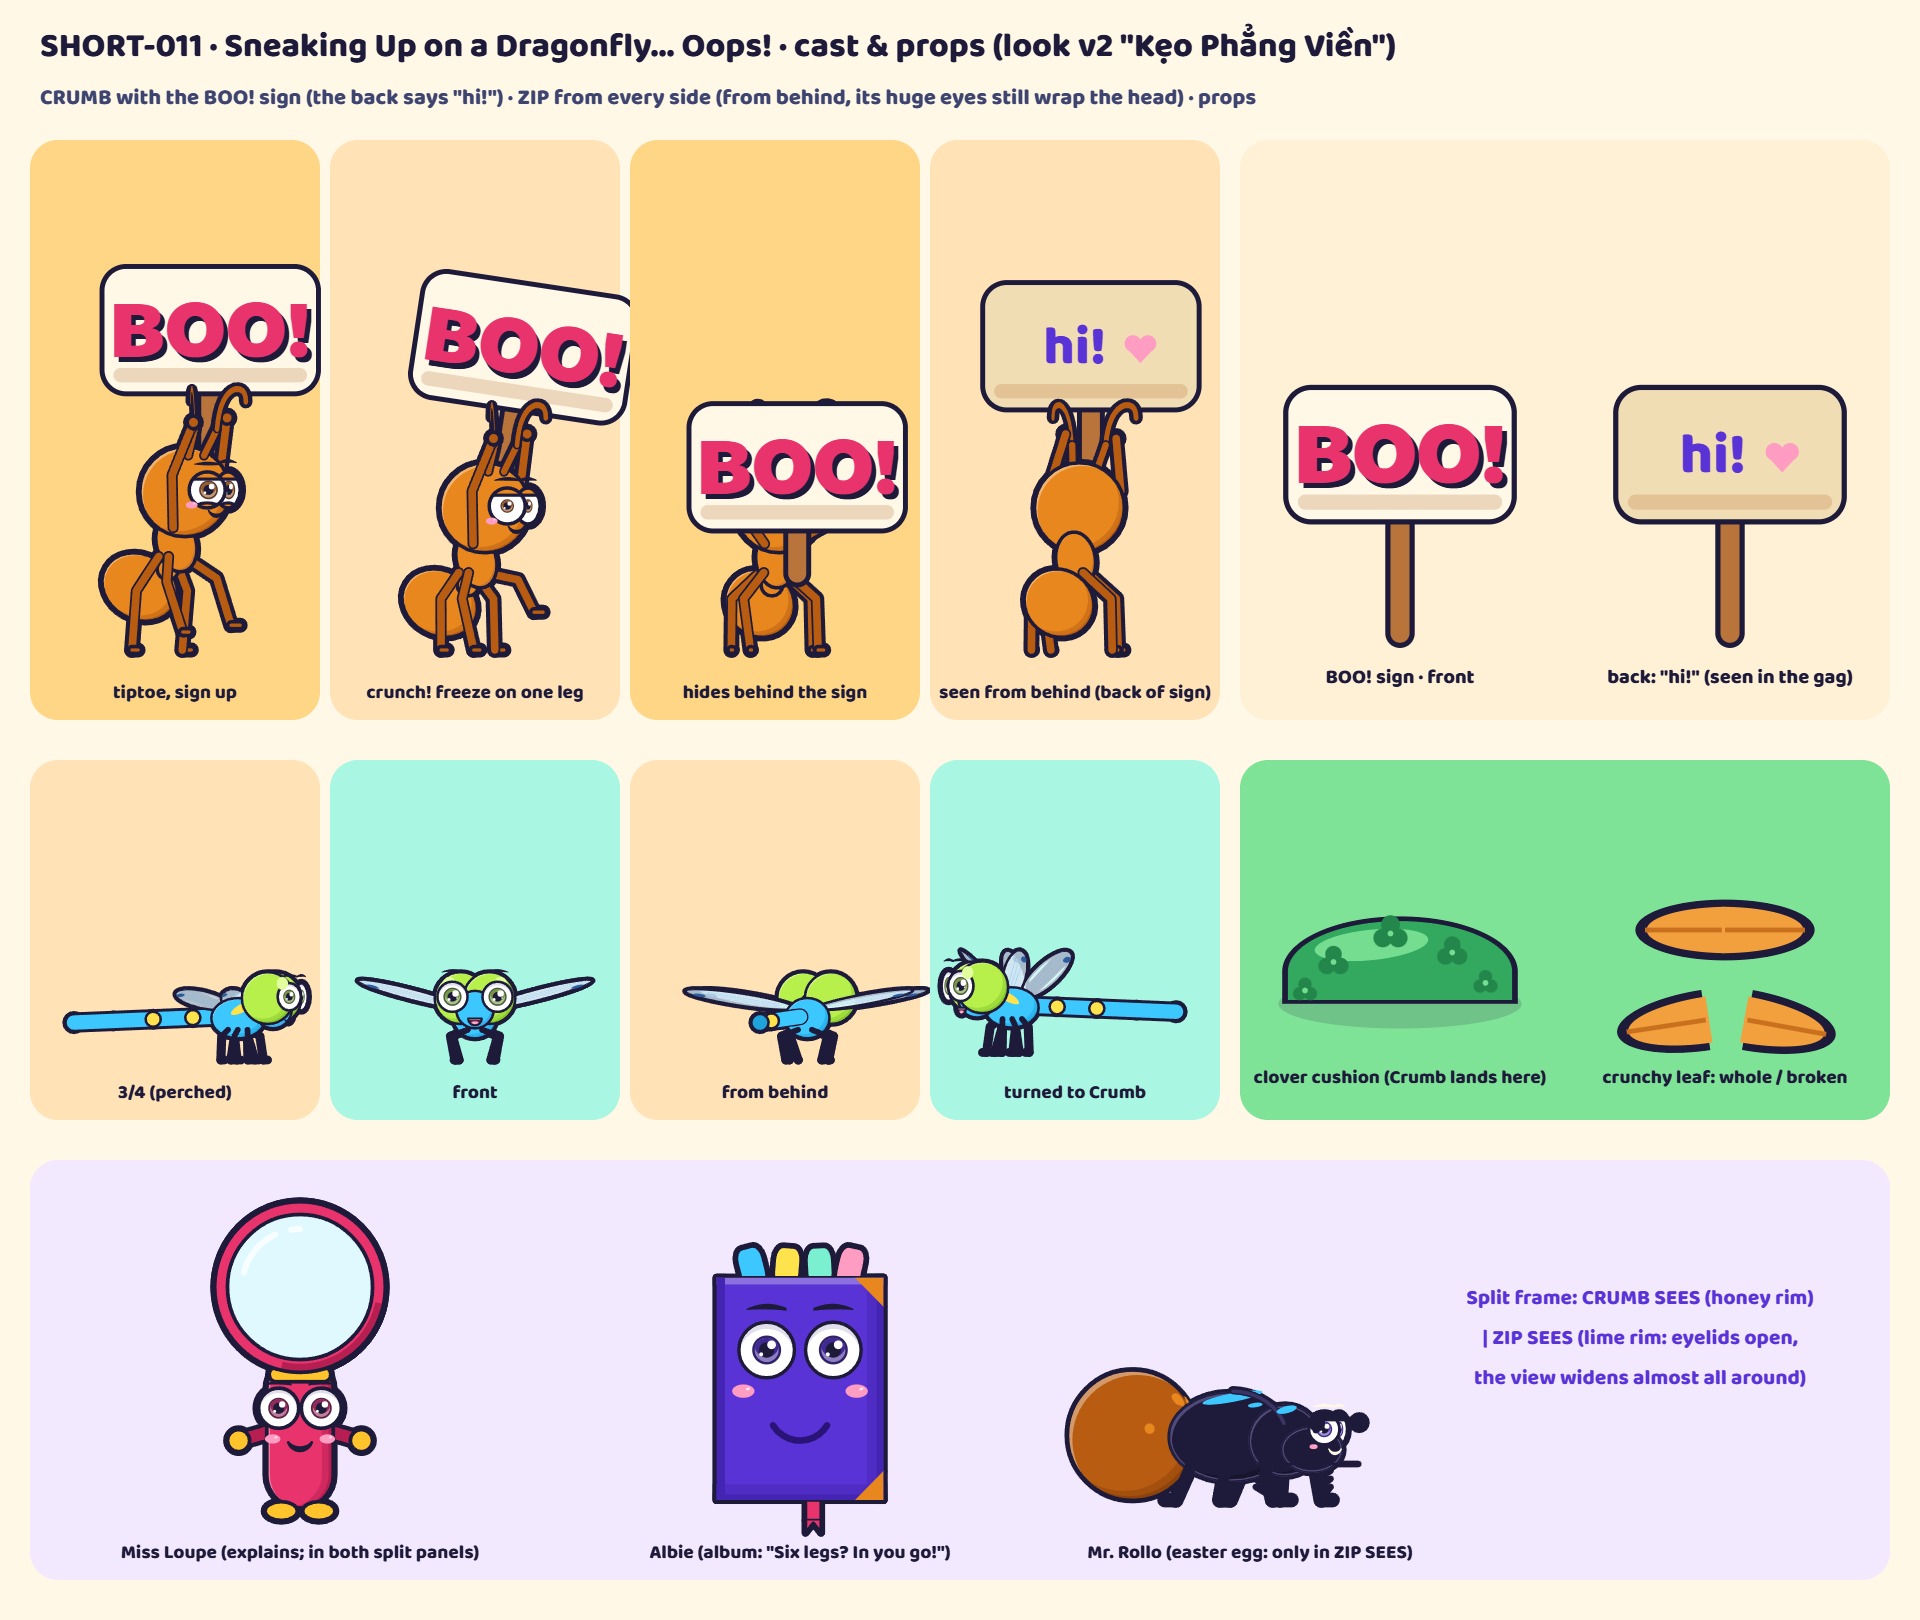 SHORT-011 · Sneaking Up on a Dragonfly... Oops! · cast & props (look v2 "Kẹo Phẳng Viền")
CRUMB with the BOO! sign (the back says "hi!") · ZIP from every side (from behind, its huge eyes still wrap the head) · props
BOO!
BOO!
BOO!
hi!
BOO!
hi!
tiptoe, sign up
crunch! freeze on one leg
hides behind the sign
seen from behind (back of sign)
BOO! sign · front
back: "hi!" (seen in the gag)
3/4 (perched)
front
from behind
turned to Crumb
clover cushion (Crumb lands here)
crunchy leaf: whole / broken
Split frame: CRUMB SEES (honey rim)
| ZIP SEES (lime rim: eyelids open,
the view widens almost all around)
Miss Loupe (explains; in both split panels)
Albie (album: "Six legs? In you go!")
Mr. Rollo (easter egg: only in ZIP SEES)